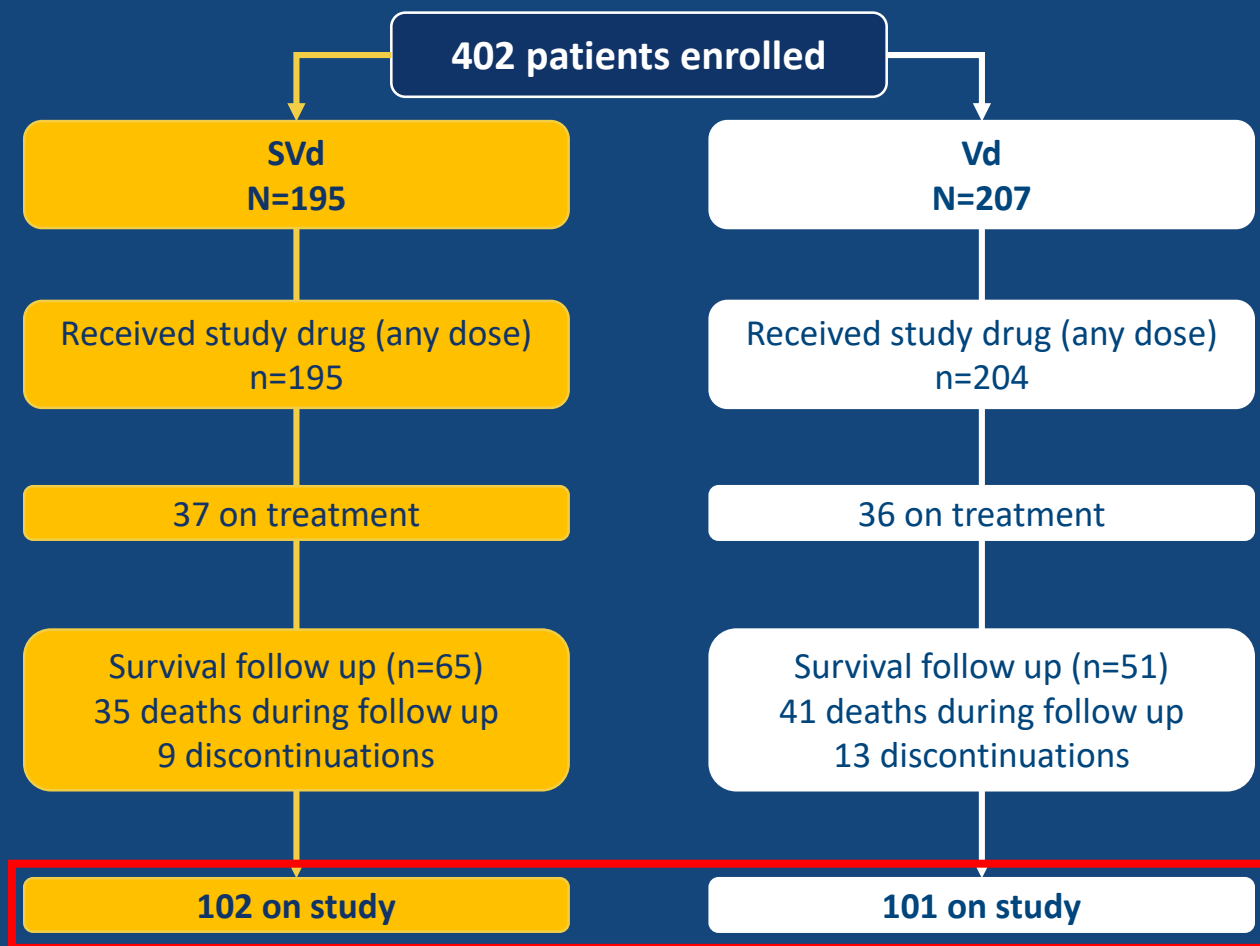 402 patients enrolled
SVd
N=195
Received study drug (any dose)
n=195
37 on treatment
Survival follow up (n=65)
35 deaths during follow up
9 discontinuations
102 on study
Vd
N=207
Received study drug (any dose)
n=204
36 on treatment
Survival follow up (n=51)
41 deaths during follow up
13 discontinuations
101 on study